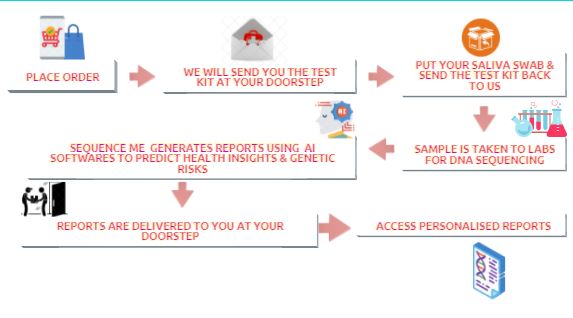 PLACE ORDER
WE WILL SEND YOU THE TEST
KIT AT YOUR DOORSTEP
PUT YOUR SALIVA SWAB &
SEND THE TEST KIT BACK
TO US
SAMPLE IS TAKEN TO LABS
FOR DNA SEQUENCING
AI
SEQUENCE ME GENERATES REPORTS USING AI
SOFTWARES TO PREDICT HEALTH INSIGHTS & GENETIC
RISKS
REPORTS ARE DELIVERED TO YOU AT YOUR
DOORSTEP
ACCESS PERSONALISED REPORTS